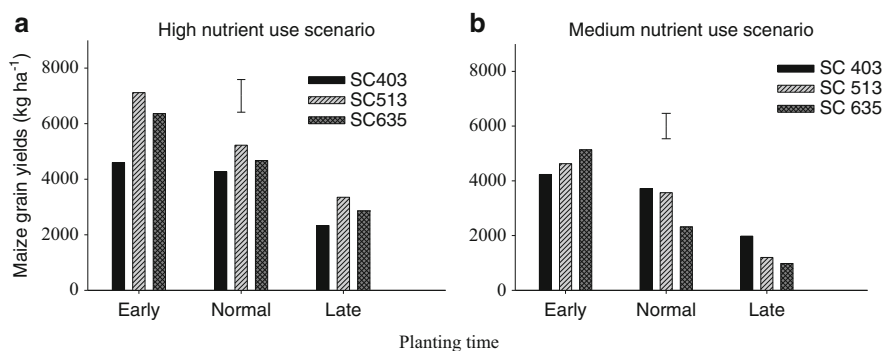 a
High nutrient use scenario
Maize grain yields (kg ha⁻¹)
8000
6000
4000
2000
0
SC403
SC513
SC635
Early Normal Late
b
Medium nutrient use scenario
8000
6000
4000
2000
0
SC 403
SC 513
SC 635
Early Normal Late
Planting time